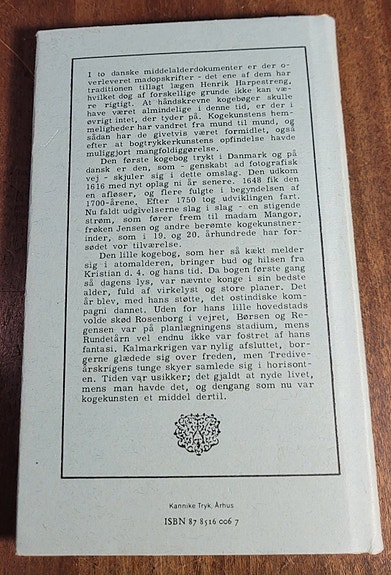 I to danske middelalderdokumenter er der o-
verleveret madopskrifter - det ene af dem har
traditionen tillagt lægen Henrik Harpestreng,
hvilket dog af forskellige grunde ikke kan væ-
re rigtigt. At håndskrevne kogebøger skulle
have været almindelige i denne tid, er der i
øvrigt intet, der tyder på. Kogekunstens hem-
meligheder har vandret fra mund til mund, og
sådan har de givetvis været formidlet, også
efter at bogtrykkerkunstens opfindelse havde
muliggjort mangfoldiggørelse.
Den første kogebog trykt i Danmark og på
dansk er den, som - genskabt ad fotografisk
vej - skjuler sig i dette omslag. Den udkom
1616 med nyt oplag ni år senere. 1648 fik den
en afløser, og flere fulgte i begyndelsen af
1700-årene. Efter 1750 tog udviklingen fart.
Nu faldt udgivelserne slag i slag - en stigende
strøm, som fører frem til madam Mangor,
frøken Jensen og andre berømte kogekunstner-
inder, som i 19. og 20. århundrede har for-
sødet vor tilværelse.
Den lille kogebog, som her så kækt melder
sig i atomalderen, bringer bud og hilsen fra
Kristian d. 4. og hans tid. Da bogen første gang
så dagens lys, var nævnte konge i sin bedste
alder, fuld af virkelyst og store planer. Det
år blev, med hans støtte, det ostindiske kom-
pagni dannet. Uden for hans lille hovedstads
volde skød Rosenborg i vejret, Børsen og Re-
gensen var på planlægningens stadium, mens
Rundetårn vel endnu ikke var fostret af hans
fantasi. Kalmarkrigen var nylig afsluttet, bor-
gerne glædede sig over freden, men Tredive-
årskrigens tunge skyer samlede sig i horisont-
en. Tiden var usikker; det gjaldt at nyde livet,
mens man havde det, og dengang som nu var
kogekunsten et middel dertil.
Kannike Tryk, Århus
ISBN 87 8516 006 7